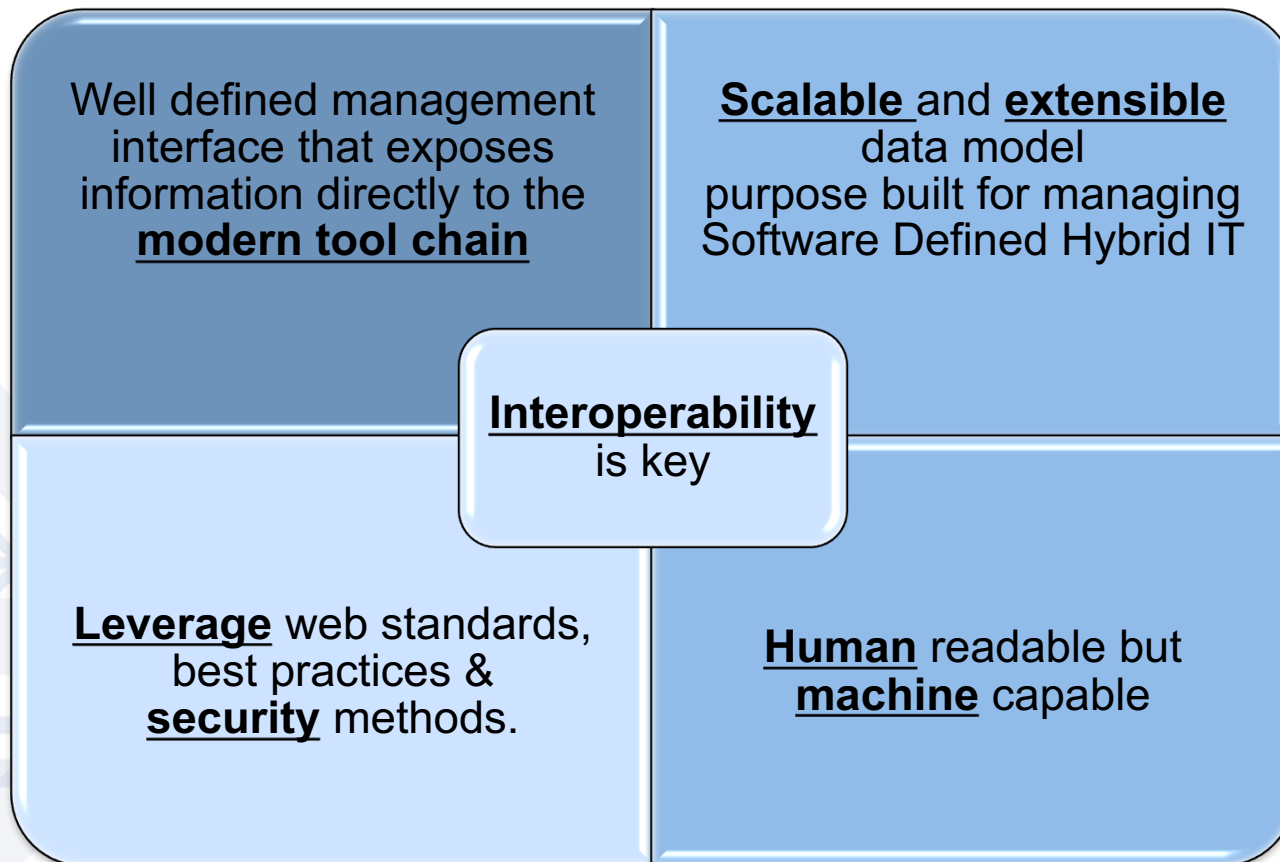 Well defined management
interface that exposes
information directly to the
modern tool chain
Scalable and extensible
data model
purpose built for managing
Software Defined Hybrid IT
Interoperability
is key
Leverage web standards,
best practices &
security methods.
Human readable but
machine capable